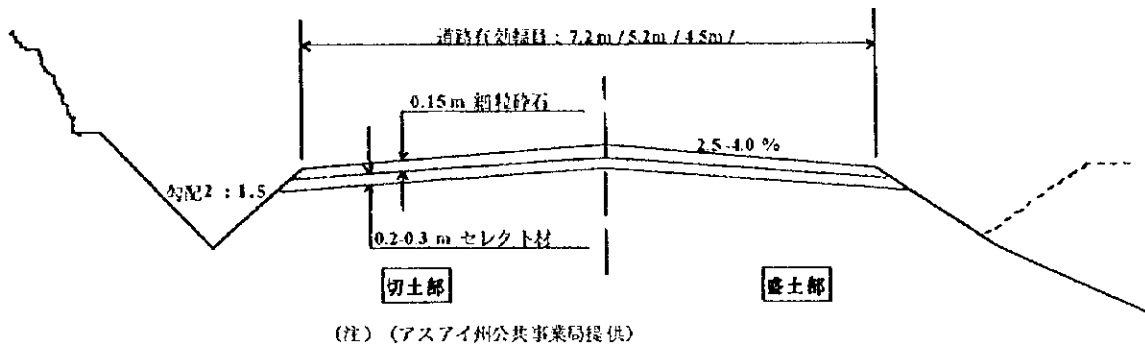 道路有効幅員 : 7.2m / 5.2m / 4.5m /
0.15m 細粒砕石
2.5-4.0 %
勾配2 : 1.5
0.2-0.3 m セレクト材
切土部
盛土部
(注) (アスアイ州公共事業局提供)